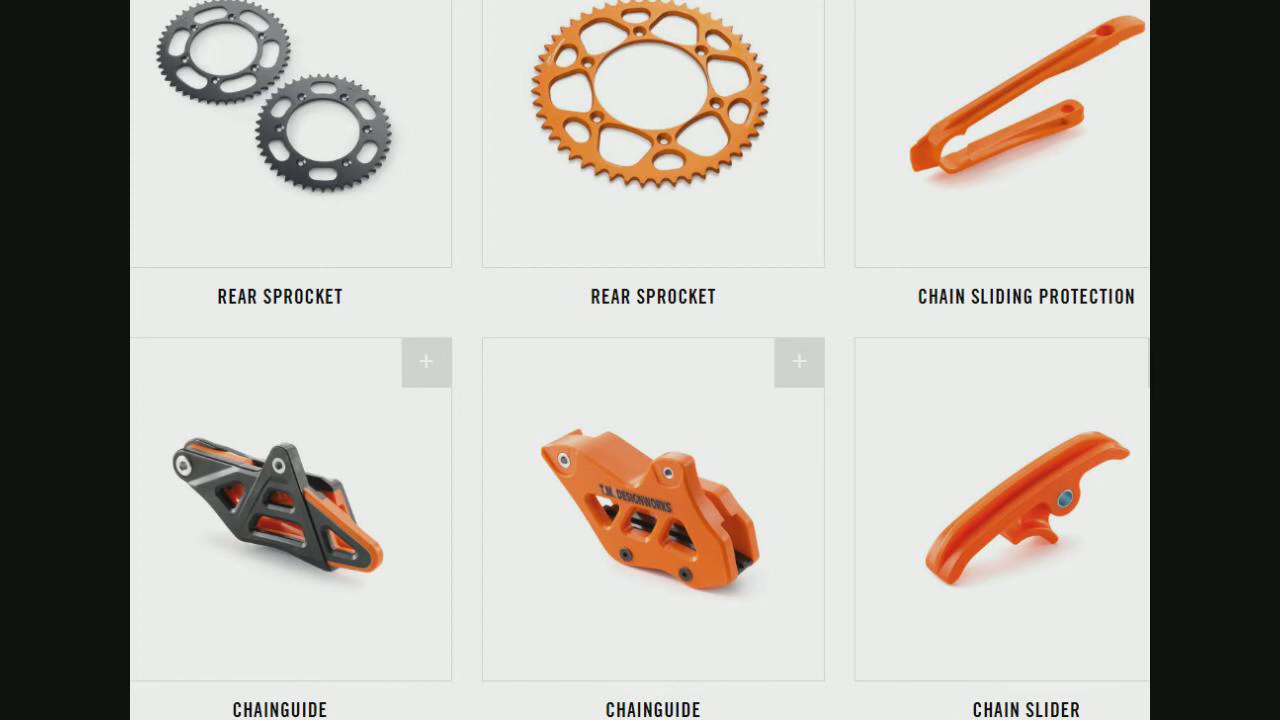 REAR SPROCKET
REAR SPROCKET
CHAIN SLIDING PROTECTION
+
+
T.M. DESIGNWORKS
CHAINGUIDE
CHAINGUIDE
CHAIN SLIDER